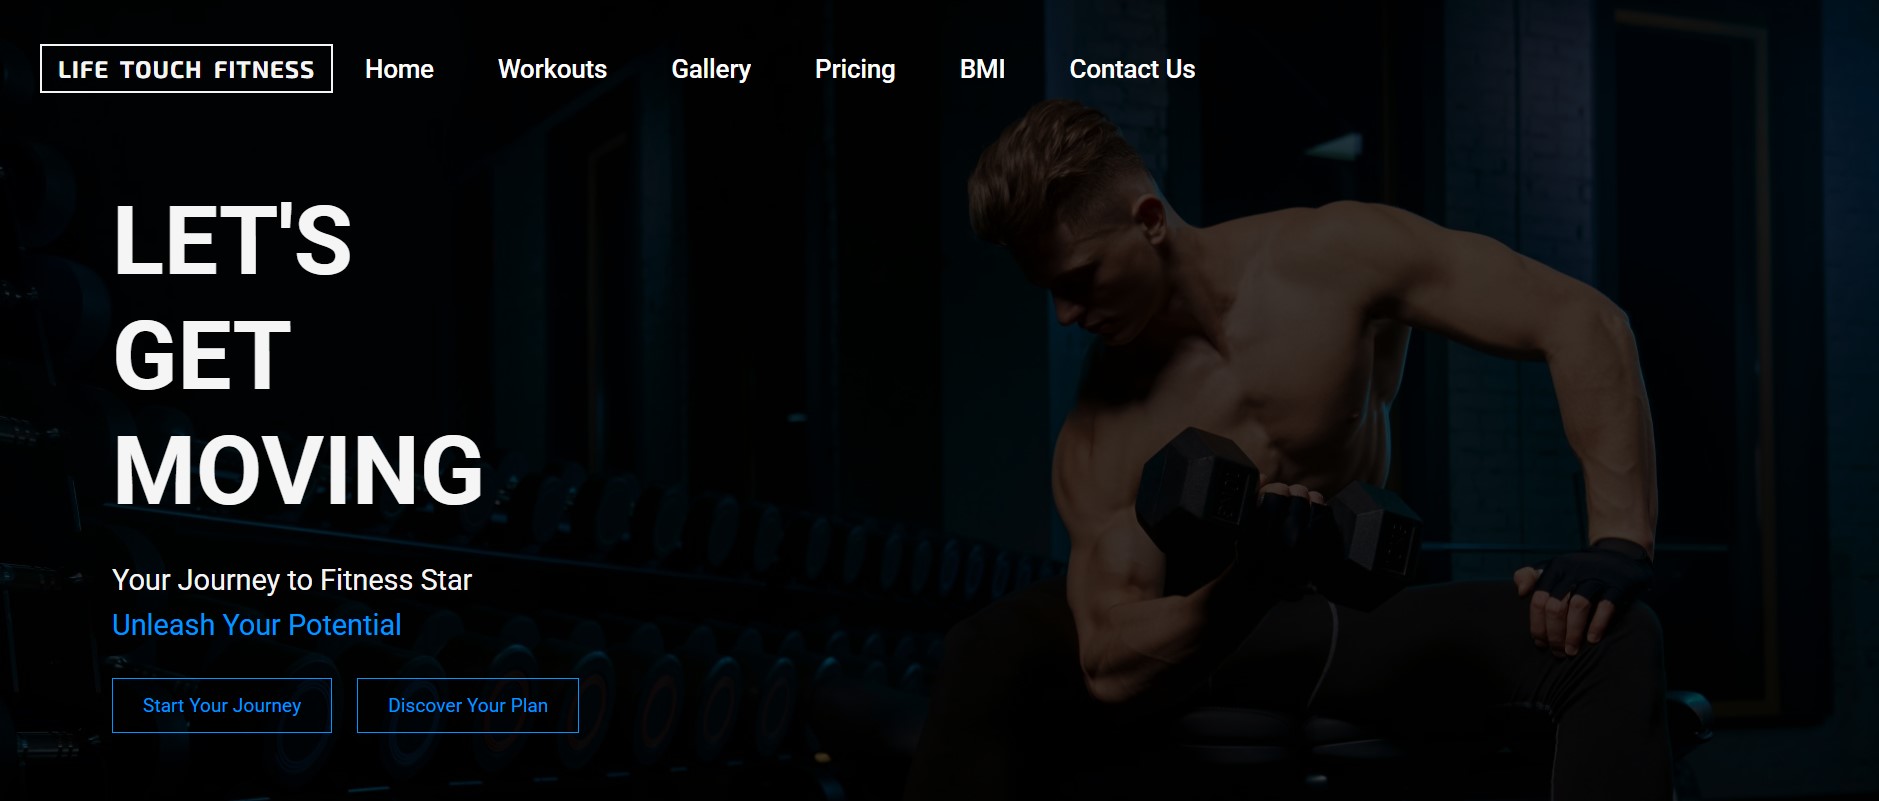 LIFE TOUCH FITNESS Home Workouts Gallery Pricing BMI Contact Us
LET'S
GET
MOVING
Your Journey to Fitness Star
Unleash Your Potential
Start Your Journey Discover Your Plan